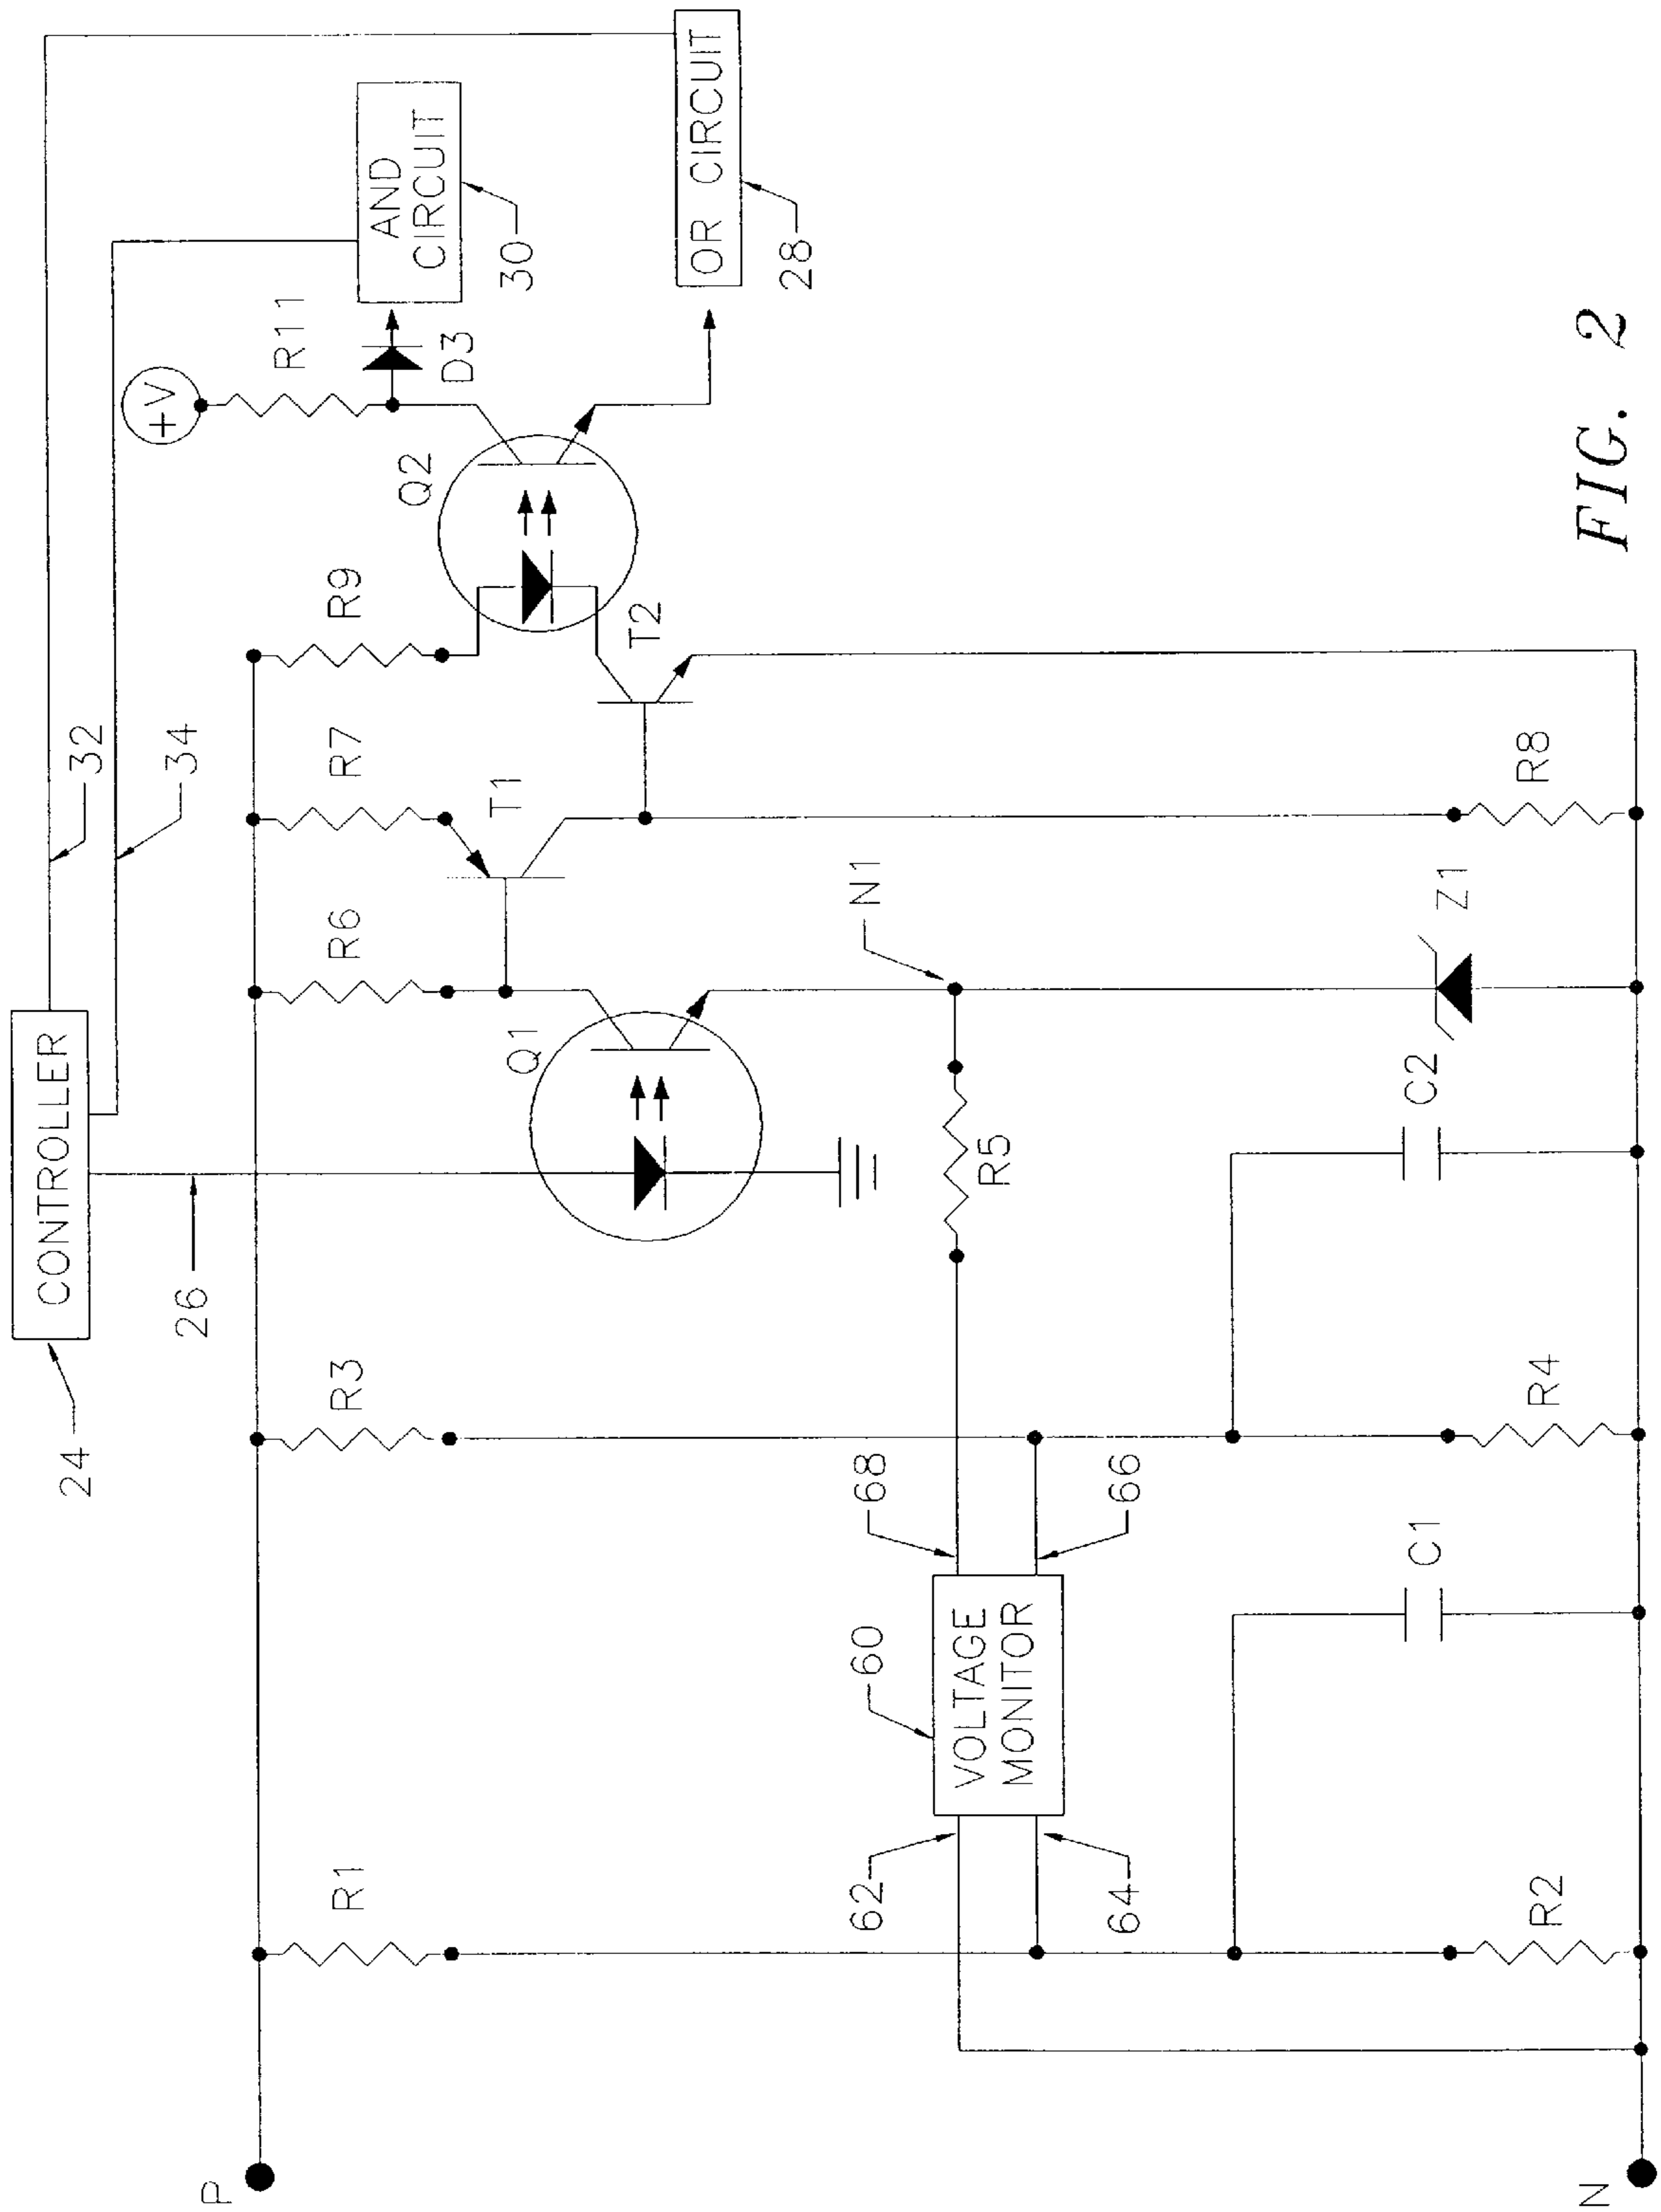 CONTROLLER
24
26
32
34
+V
R11
AND
CIRCUIT
30
D3
OR CIRCUIT
28
P
R1
R3
R6
R7
R9
Q1
T1
Q2
T2
N1
60
62
68
VOLTAGE
MONITOR
64
66
R5
C1
C2
Z1
R2
R4
R8
N
FIG. 2